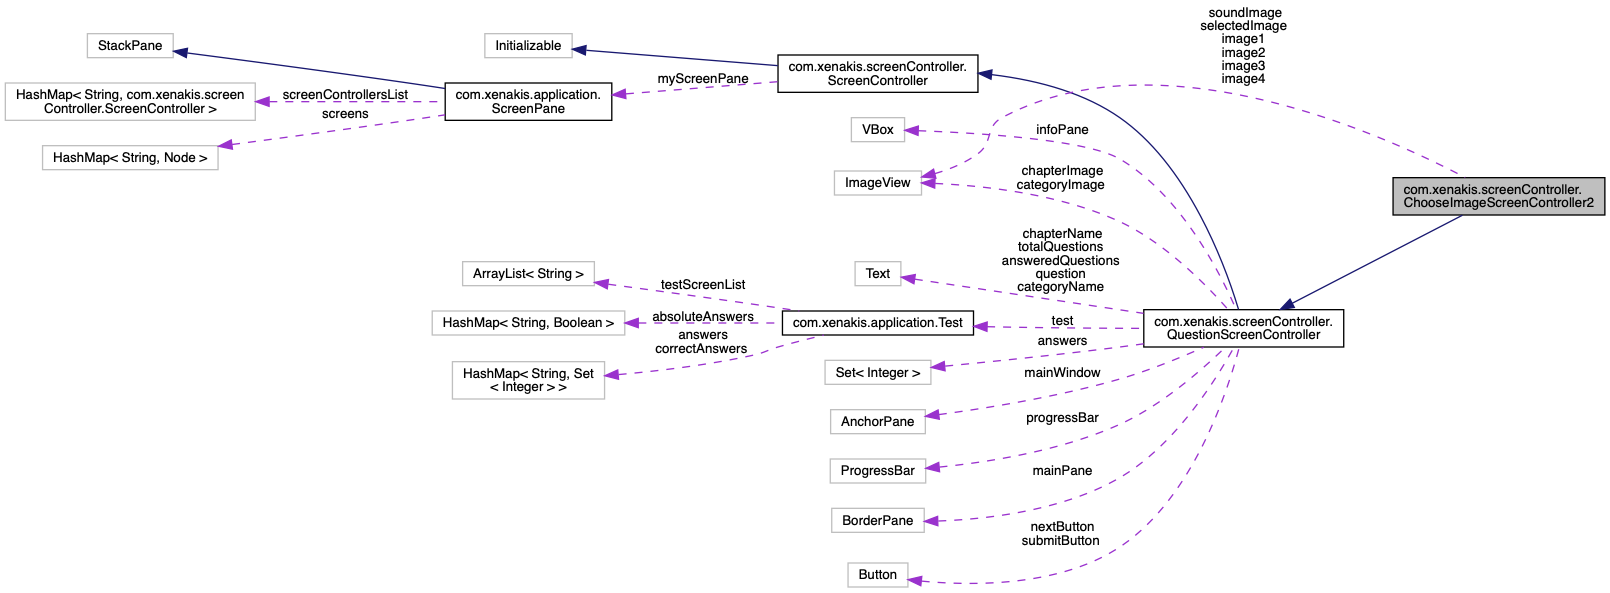 soundImage
selectedImage
image1
image2
image3
image4
StackPane
Initializable
com.xenakis.screenController.
ScreenController
myScreenPane
HashMap< String, com.xenakis.screen
Controller.ScreenController >
screenControllersList
com.xenakis.application.
ScreenPane
screens
VBox
infoPane
HashMap< String, Node >
ImageView
chapterImage
categoryImage
com.xenakis.screenController.
ChooseImageScreenController2
chapterName
totalQuestions
answeredQuestions
question
categoryName
ArrayList< String >
testScreenList
Text
HashMap< String, Boolean >
absoluteAnswers
com.xenakis.application.Test
test
com.xenakis.screenController.
QuestionScreenController
answers
correctAnswers
answers
HashMap< String, Set
< Integer > >
Set< Integer >
mainWindow
AnchorPane
progressBar
ProgressBar
mainPane
BorderPane
nextButton
submitButton
Button